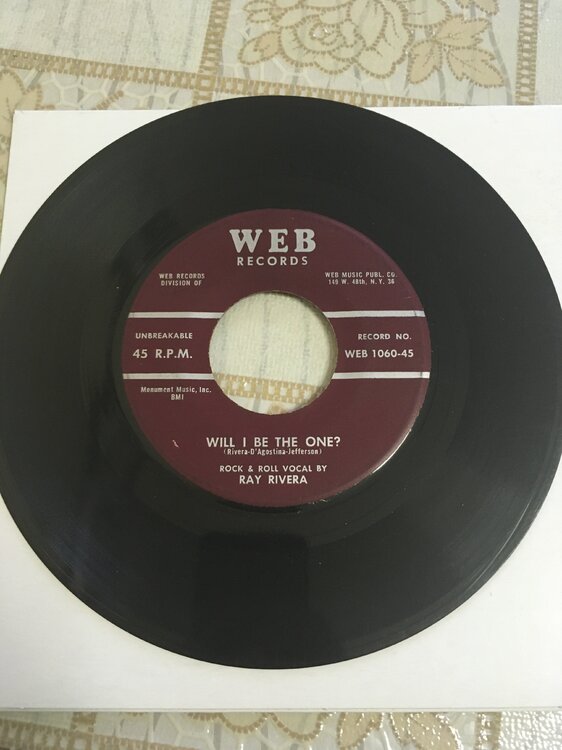 WEB
RECORDS
WEB RECORDS
DIVISION OF
WEB MUSIC PUBL. CO.
149 W. 48th, N.Y. 36
UNBREAKABLE
45 R.P.M.
RECORD NO.
WEB 1060-45
Monument Music, Inc.
BMI
WILL I BE THE ONE?
(Rivera-D'Agostina-Jefferson)
ROCK & ROLL VOCAL BY
RAY RIVERA